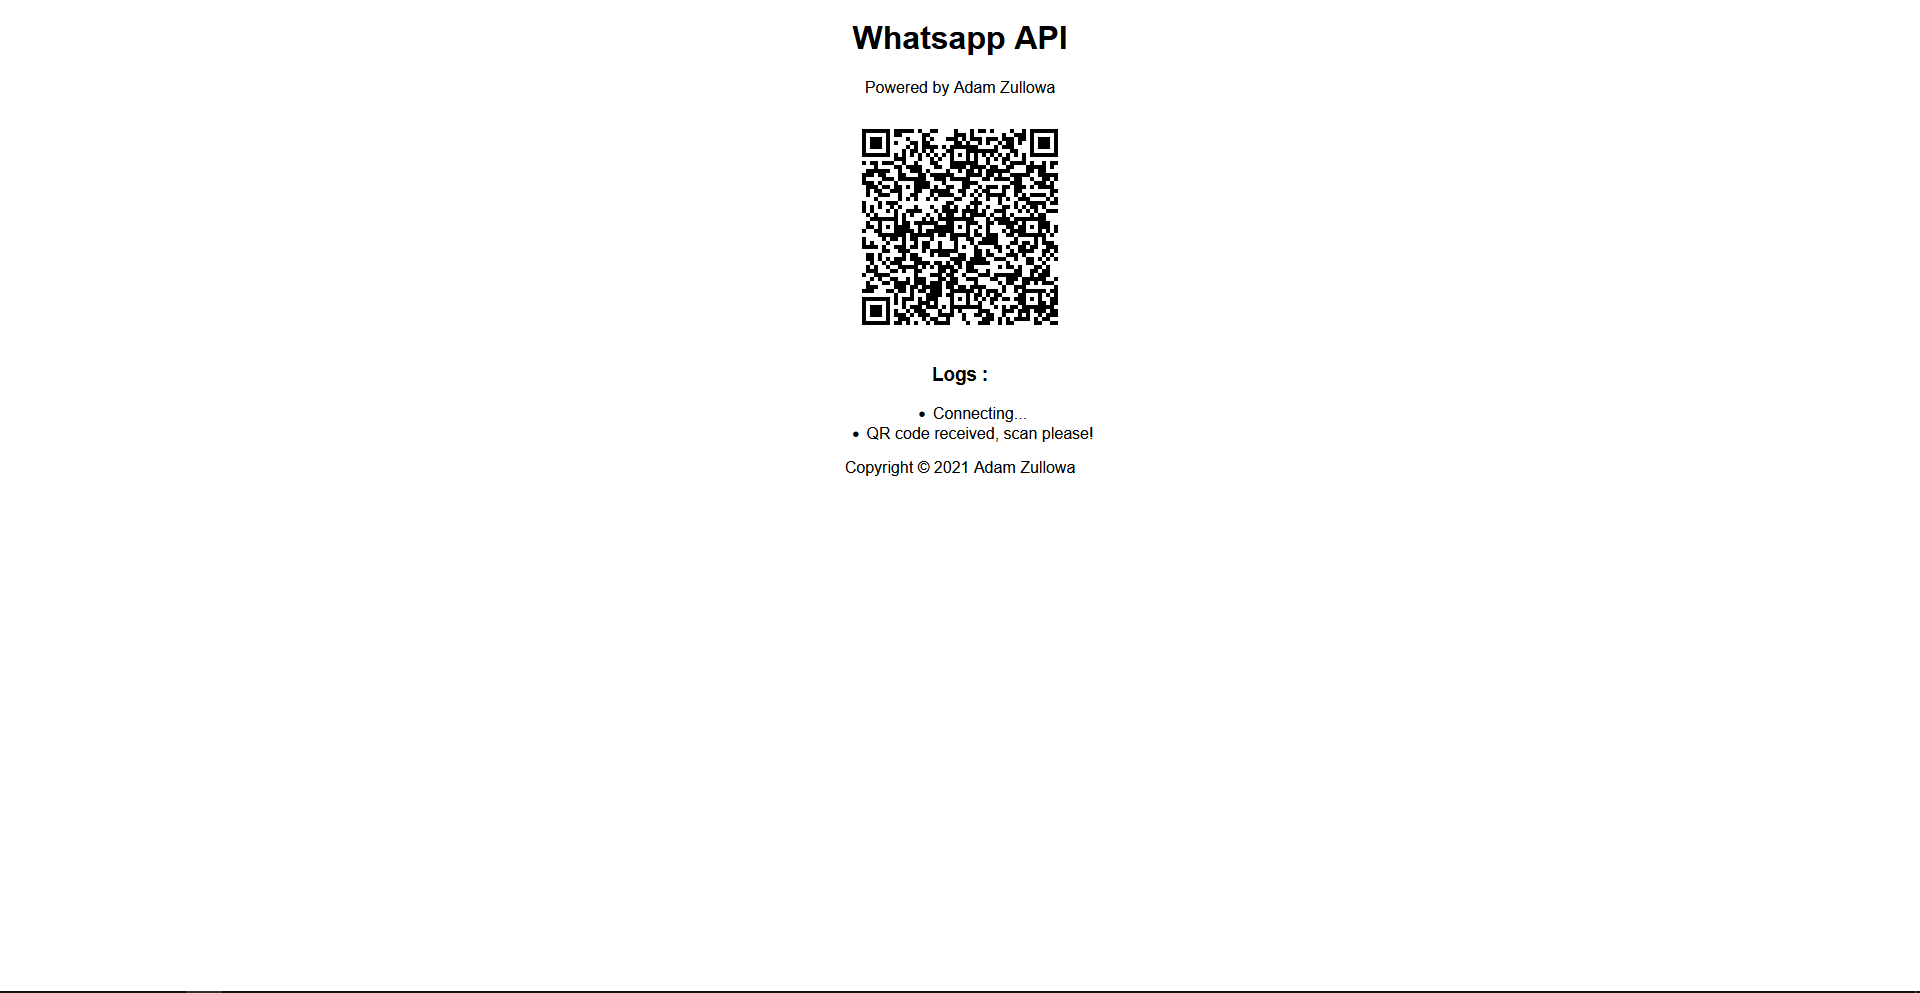 Whatsapp API
Powered by Adam Zullowa
Logs :
• Connecting...
• QR code received, scan please!
Copyright © 2021 Adam Zullowa